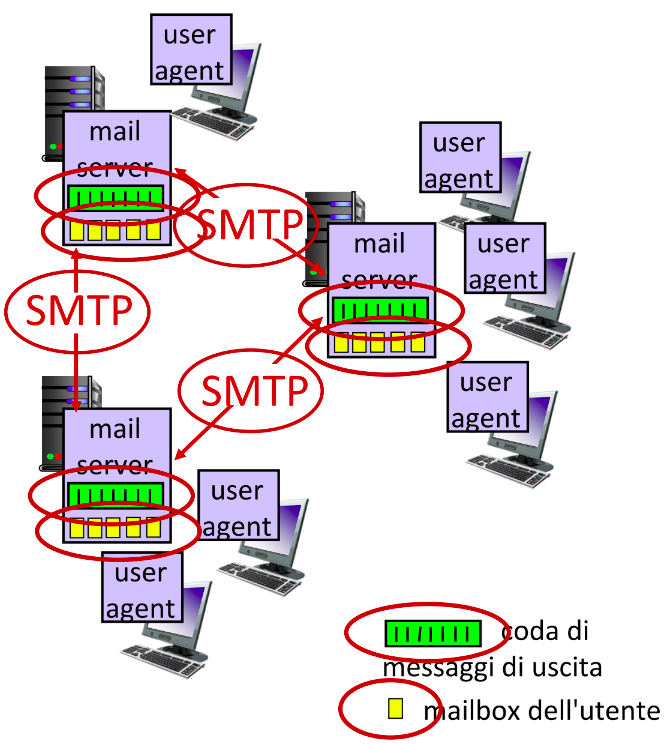 user
agent
mail
server
SMTP
user
agent
user
agent
mail
server
SMTP
SMTP
user
agent
mail
server
user
agent
user
agent
coda di
messaggi di uscita
mailbox dell'utente